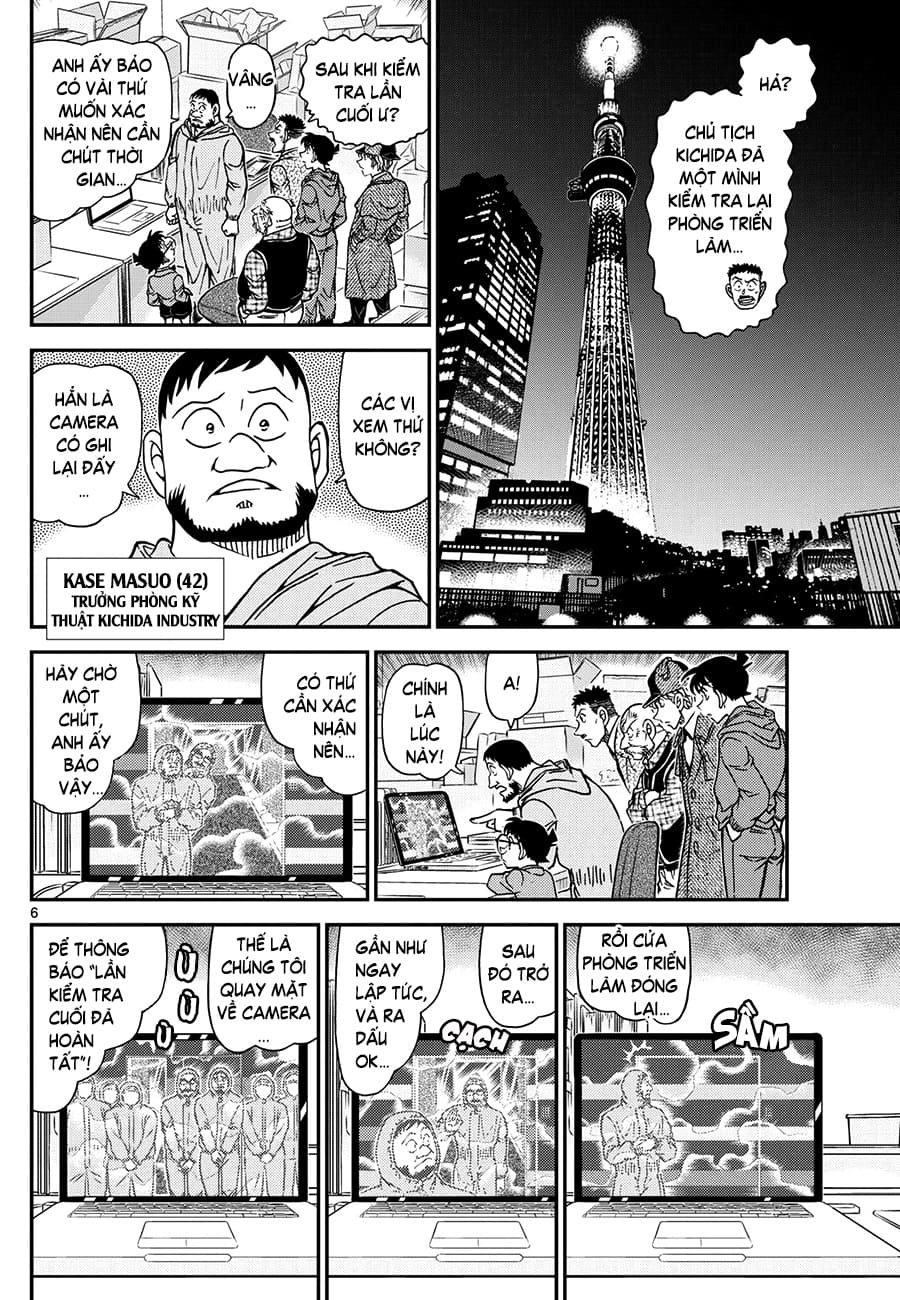 HẢ?
CHỦ TỊCH
KICHIDA ĐÃ
MỘT MÌNH
KIỂM TRA LẠI
PHÒNG TRIỂN
LÃM...
SAU KHI KIỂM
TRA LẦN
CUỐI Ư?
VÂNG
...
ANH ẤY BẢO
CÓ VÀI THỨ
MUỐN XÁC
NHẬN NÊN CẦN
CHÚT THỜI
GIAN...
CÁC VỊ
XEM THỬ
KHÔNG?
HẲN LÀ
CAMERA
CÓ GHI
LẠI ĐẤY
...
KASE MASUO (42)
TRƯỞNG PHÒNG KỸ
THUẬT KICHIDA INDUSTRY
A!
CHÍNH
LÀ
LÚC
NÀY!
CÓ THỨ
CẦN XÁC
NHẬN
NÊN...
HÃY CHỜ
MỘT
CHÚT,
ANH ẤY
BẢO
VẬY...
6
RỒI CỬA
PHÒNG TRIỂN
LÃM ĐÓNG
LẠI...
SẦM
SAU
ĐÓ TRỞ
RA...
GẦN NHƯ
NGAY
LẬP TỨC,
VÀ RA
DẤU
OK...
CẠCH
THẾ LÀ
CHÚNG TÔI
QUAY MẶT
VỀ CAMERA
...
ĐỂ THÔNG
BÁO “LẦN
KIỂM TRA
CUỐI ĐÃ
HOÀN
TẤT”!
Ù
Ù
Ù